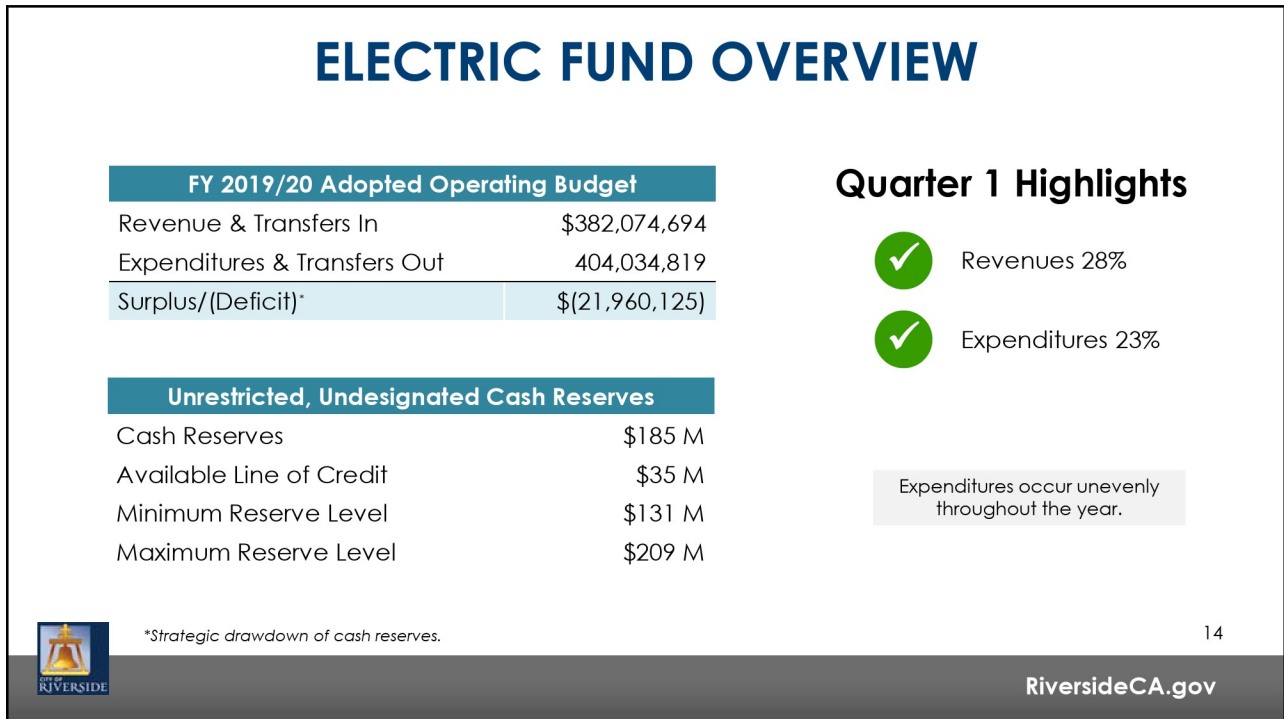 ELECTRIC FUND OVERVIEW
FY 2019/20 Adopted Operating Budget
Revenue & Transfers In $382,074,694
Expenditures & Transfers Out 404,034,819
Surplus/(Deficit)* $(21,960,125)
Unrestricted, Undesignated Cash Reserves
Cash Reserves $185 M
Available Line of Credit $35 M
Minimum Reserve Level $131 M
Maximum Reserve Level $209 M
Quarter 1 Highlights
Revenues 28%
Expenditures 23%
Expenditures occur unevenly
throughout the year.
*Strategic drawdown of cash reserves.
14
CITY OF
RIVERSIDE
RiversideCA.gov